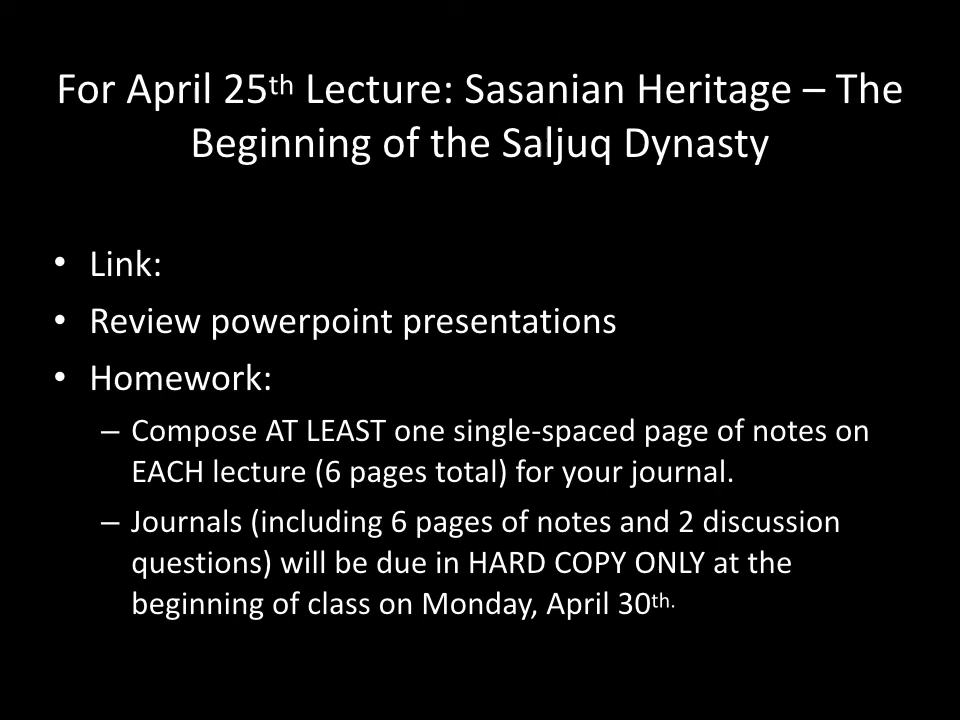 For April 25th Lecture: Sasanian Heritage – The
Beginning of the Saljuq Dynasty
• Link:
• Review powerpoint presentations
• Homework:
– Compose AT LEAST one single-spaced page of notes on
EACH lecture (6 pages total) for your journal.
– Journals (including 6 pages of notes and 2 discussion
questions) will be due in HARD COPY ONLY at the
beginning of class on Monday, April 30th.